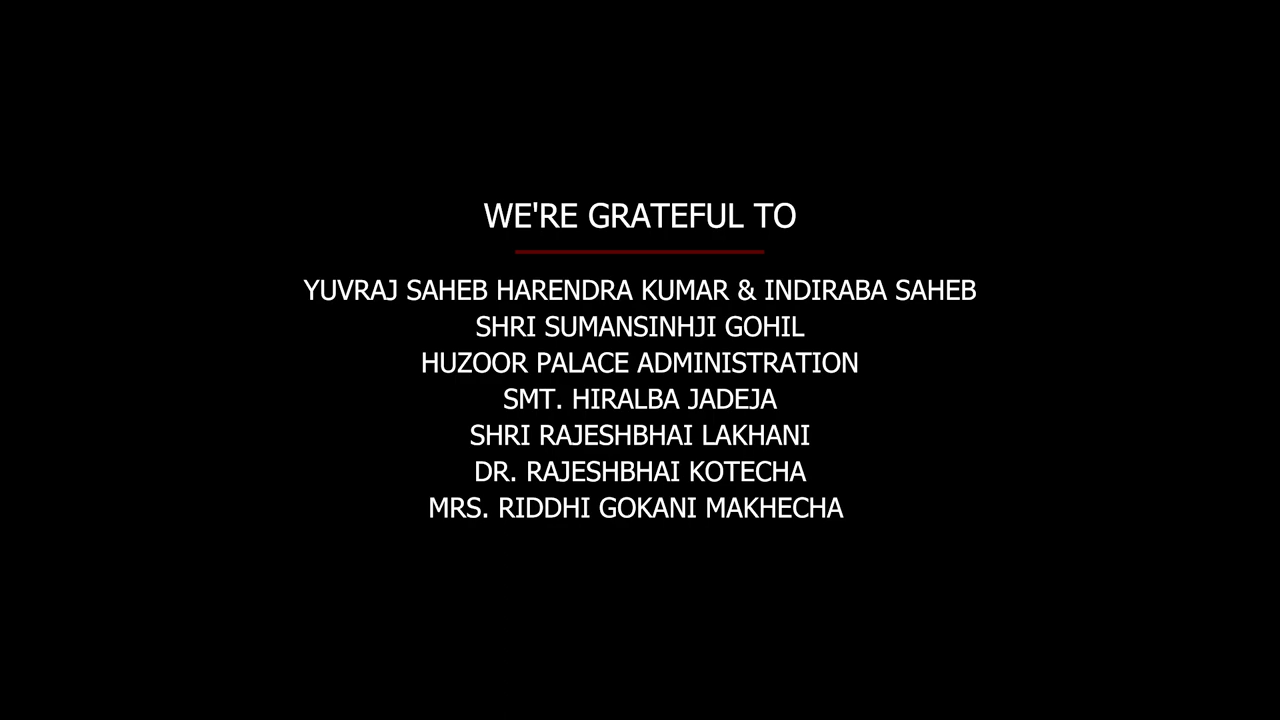 WE'RE GRATEFUL TO
YUVRAJ SAHEB HARENDRA KUMAR & INDIRABA SAHEB
SHRI SUMANSINHJI GOHIL
HUZOOR PALACE ADMINISTRATION
SMT. HIRALBA JADEJA
SHRI RAJESHBHAI LAKHANI
DR. RAJESHBHAI KOTECHA
MRS. RIDDHI GOKANI MAKHECHA